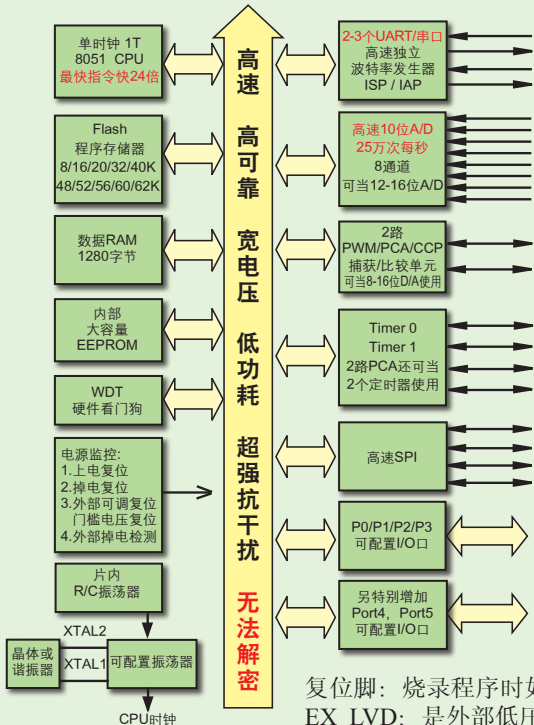 单时钟 1T
8051 CPU
最快指令快24倍
Flash
程序存储器
8/16/20/32/40K
48/52/56/60/62K
数据RAM
1280字节
内部
大容量
EEPROM
WDT
硬件看门狗
电源监控:
1.上电复位
2.掉电复位
3.外部可调复位
门槛电压复位
4.外部掉电检测
片内
R/C振荡器
XTAL2
晶体或
谐振器
XTAL1
可配置振荡器
CPU时钟
高速 高可靠 宽电压 低功耗 超强抗干扰 无法解密
2-3个UART/串口
高速独立
波特率发生器
ISP / IAP
高速10位A/D
25万次每秒
8通道
可当12-16位A/D
2路
PWM/PCA/CCP
捕获/比较单元
可当8-16位D/A使用
Timer 0
Timer 1
2路PCA还可当
2个定时器使用
高速SPI
P0/P1/P2/P3
可配置I/O口
另特别增加
Port4, Port5
可配置I/O口
复位脚: 烧录程序时如
EX_LVD: 是外部低压